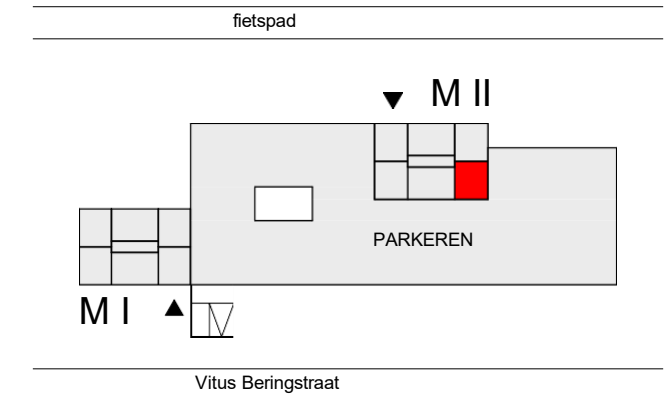 fietspad
M II
PARKEREN
M I
Vitus Beringstraat